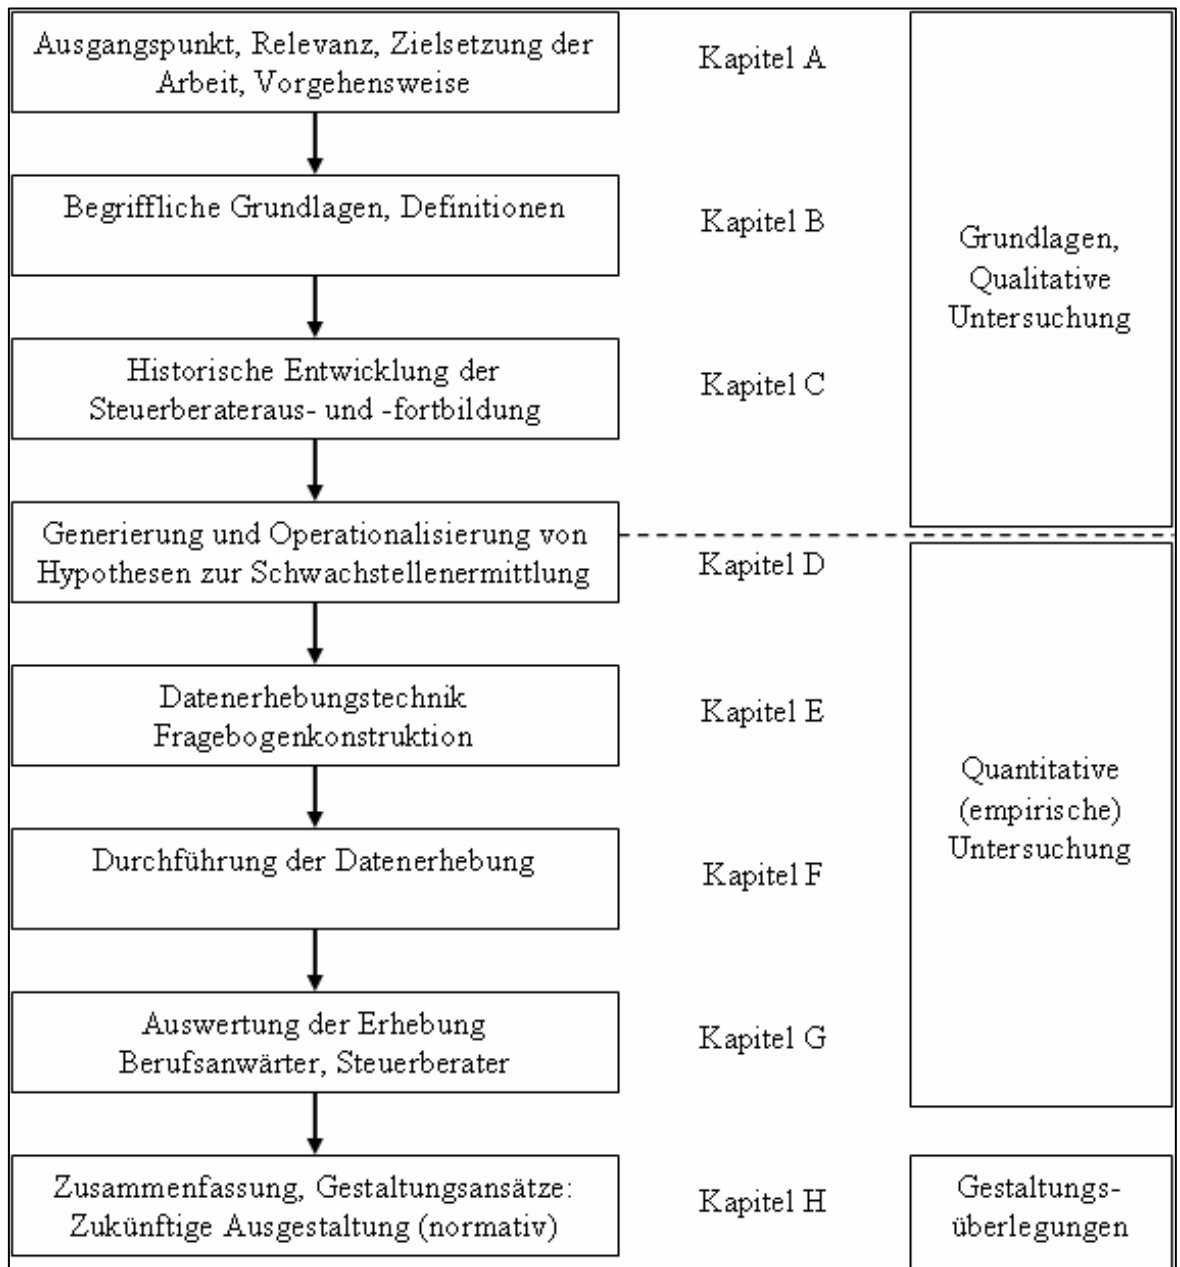 Ausgangspunkt, Relevanz, Zielsetzung der
Arbeit, Vorgehensweise
Kapitel A
Begriffliche Grundlagen, Definitionen
Kapitel B
Grundlagen,
Qualitative
Untersuchung
Historische Entwicklung der
Steuerberateraus- und -fortbildung
Kapitel C
Generierung und Operationalisierung von
Hypothesen zur Schwachstellenermittlung
Kapitel D
Datenerhebungstechnik
Fragebogenkonstruktion
Kapitel E
Quantitative
(empirische)
Untersuchung
Durchführung der Datenerhebung
Kapitel F
Auswertung der Erhebung
Berufsanwärter, Steuerberater
Kapitel G
Zusammenfassung, Gestaltungsansätze:
Zukünftige Ausgestaltung (normativ)
Kapitel H
Gestaltungs-
überlegungen